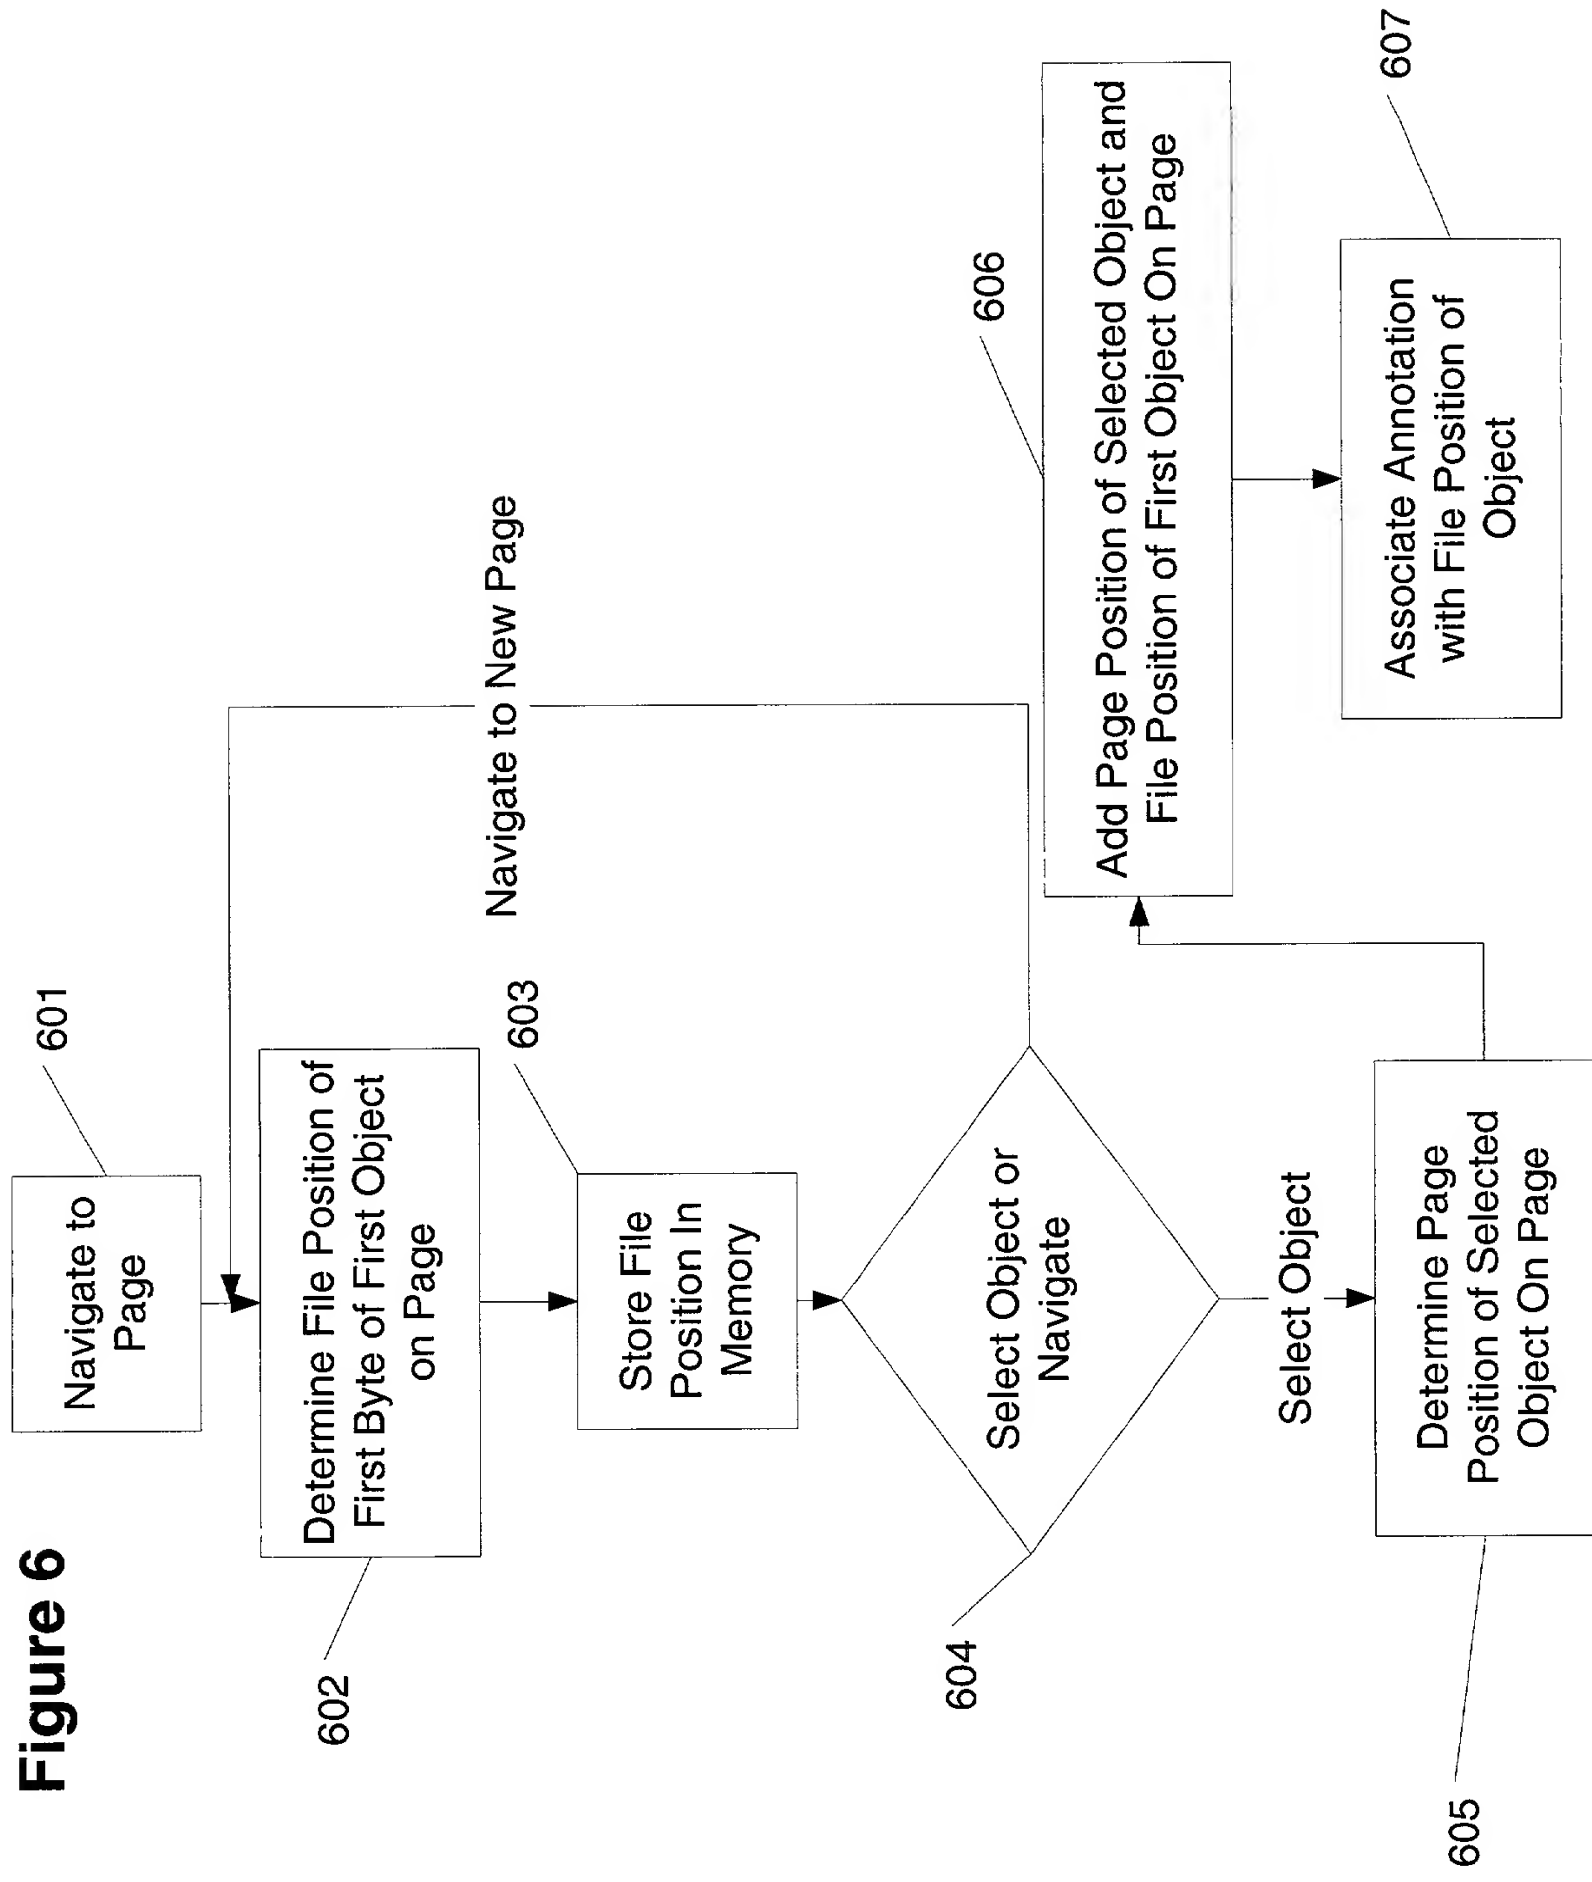 Figure 6
601
Navigate to
Page
602
Determine File Position of
First Byte of First Object
on Page
Navigate to New Page
603
Store File
Position In
Memory
604
Select Object or
Navigate
Select Object
605
Determine Page
Position of Selected
Object On Page
606
Add Page Position of Selected Object and
File Position of First Object On Page
607
Associate Annotation
with File Position of
Object